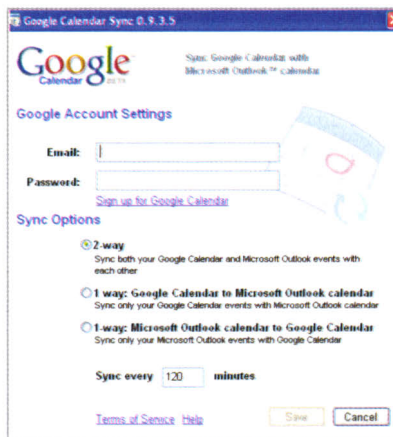 Google Calendar Sync 0.9.3.5
Google
Calendar BETA
Sync Google Calendar with
Microsoft Outlook ™ calendar
Google Account Settings
Email:
Password:
Sign up for Google Calendar
Sync Options
2-way
Sync both your Google Calendar and Microsoft Outlook events with
each other
1 way: Google Calendar to Microsoft Outlook calendar
Sync only your Google Calendar events with Microsoft Outlook calendar
1-way: Microsoft Outlook calendar to Google Calendar
Sync only your Microsoft Outlook events with Google Calendar
Sync every 120 minutes
Terms of Service Help Save Cancel